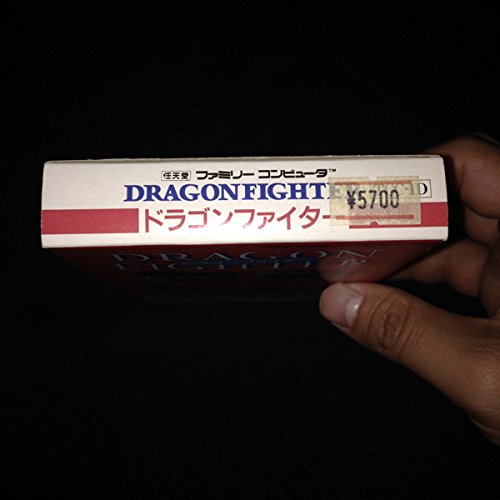 任天堂 ファミリー コンピュータ™
DRAGON FIGHTE
¥5700
ドラゴンファイター
DRAGON